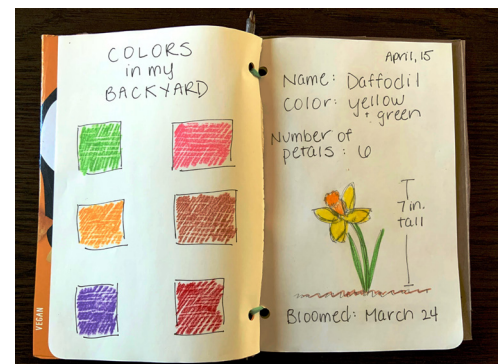 COLORS
in my
BACKYARD
VEGAN
April, 15
Name: Daffodil
Color: yellow
+ green
Number of
petals: 6
7 in.
tall
Bloomed: March 24